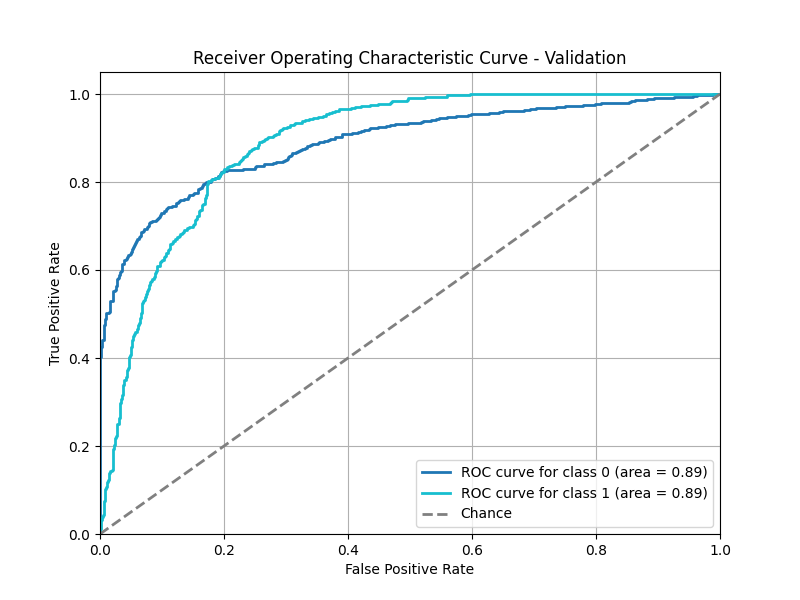 Receiver Operating Characteristic Curve - Validation
True Positive Rate
1.0
0.8
0.6
0.4
0.2
0.0
0.0 0.2 0.4 0.6 0.8 1.0
False Positive Rate
ROC curve for class 0 (area = 0.89)
ROC curve for class 1 (area = 0.89)
Chance